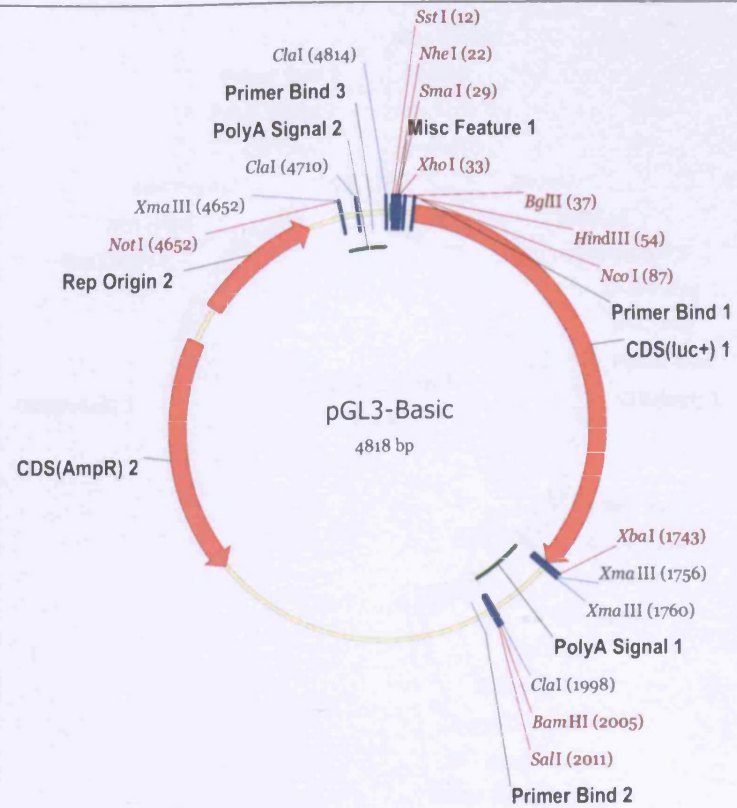 SstI (12)
ClaI (4814)
NheI (22)
Primer Bind 3
SmaI (29)
PolyA Signal 2
Misc Feature 1
ClaI (4710)
XhoI (33)
XmaIII (4652)
BglII (37)
NotI (4652)
HindIII (54)
Rep Origin 2
NcoI (87)
Primer Bind 1
CDS(luc+) 1
pGL3-Basic
4818 bp
CDS(AmpR) 2
XbaI (1743)
XmaIII (1756)
XmaIII (1760)
PolyA Signal 1
ClaI (1998)
BamHI (2005)
SalI (2011)
Primer Bind 2